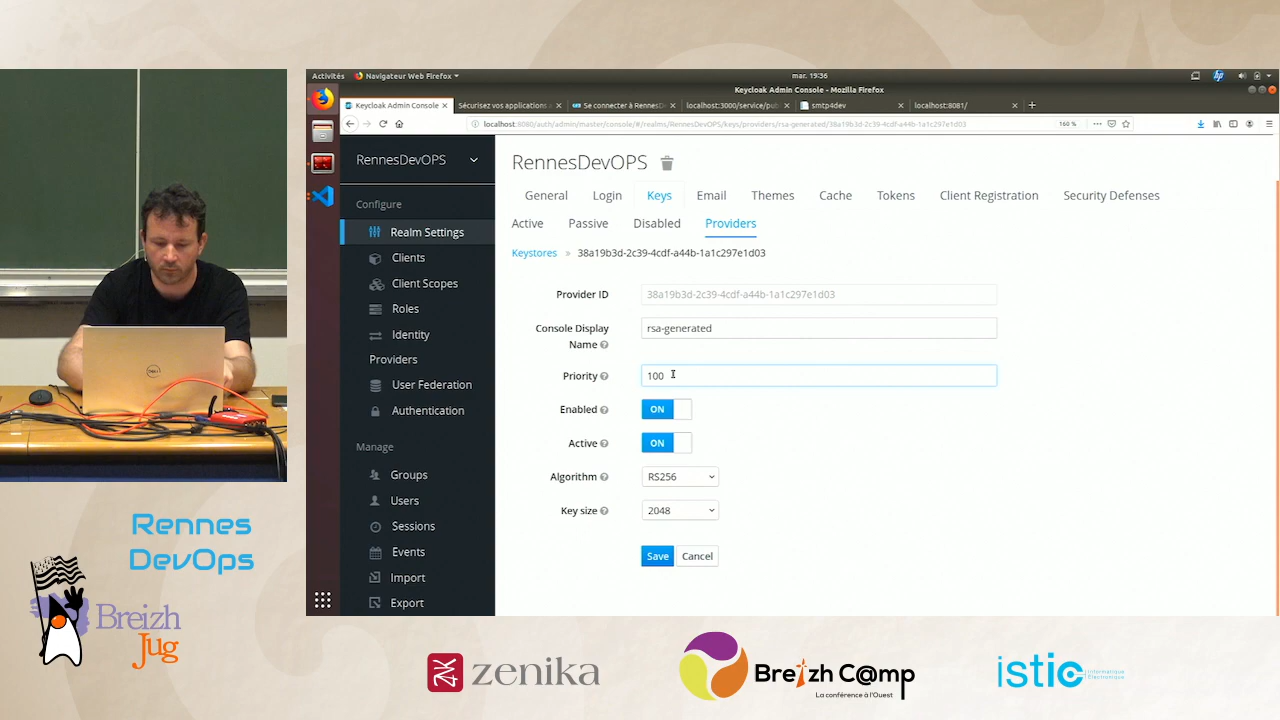 Activités
Navigateur Web Firefox
mar. 19:36
Keycloak Admin Console - Mozilla Firefox
Keycloak Admin Console
Sécurisez vos applications
Se connecter à RennesD
localhost:3000/service/pub
smtp4dev
localhost:8081/
localhost:8080/auth/admin/master/console/#/realms/RennesDevOPS/keys/providers/rsa-generated/38a19b3d-2c39-4cdf-a44b-1a1c297e1d03
160 %
RennesDevOPS
Configure
Realm Settings
Clients
Client Scopes
Roles
Identity
Providers
User Federation
Authentication
Manage
Groups
Users
Sessions
Events
Import
Export
RennesDevOPS
General
Login
Keys
Email
Themes
Cache
Tokens
Client Registration
Security Defenses
Active
Passive
Disabled
Providers
Keystores » 38a19b3d-2c39-4cdf-a44b-1a1c297e1d03
Provider ID
38a19b3d-2c39-4cdf-a44b-1a1c297e1d03
Console Display
Name
rsa-generated
Priority
100
Enabled
ON
Active
ON
Algorithm
RS256
Key size
2048
Save
Cancel
DELL
Rennes
DevOps
Breizh
Jug
zenika
Breizh C@mp
La conférence à l'Ouest
istic
Informatique
Électronique